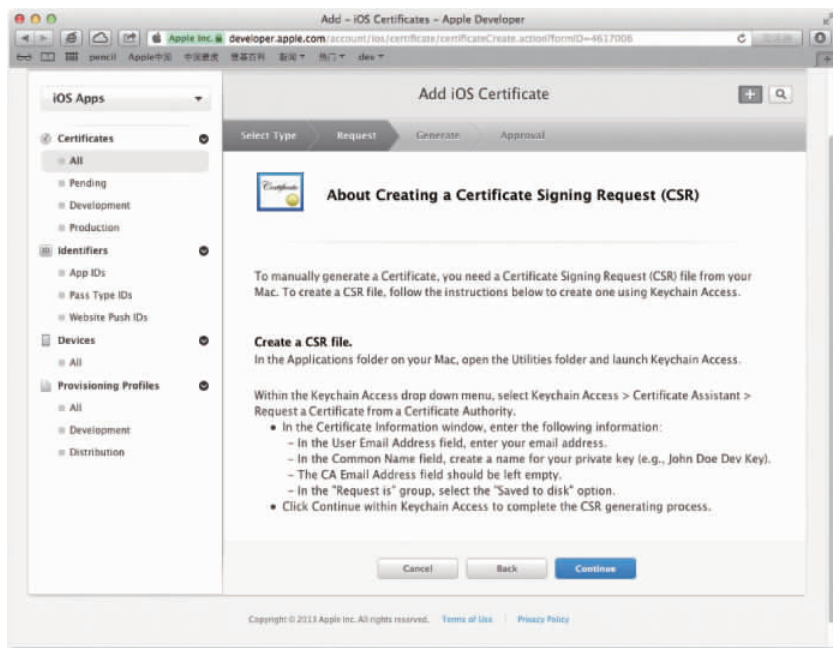 Add – iOS Certificates – Apple Developer
Apple Inc. developer.apple.com/account/ios/certificate/certificateCreate.action?formID=4617006
pencil Apple中国 dev
iOS Apps
Add iOS Certificate
Select Type Request Generate Approval
Certificates
All
Pending
Development
Production
Identifiers
App IDs
Pass Type IDs
Website Push IDs
Devices
All
Provisioning Profiles
All
Development
Distribution
Certificate
About Creating a Certificate Signing Request (CSR)
To manually generate a Certificate, you need a Certificate Signing Request (CSR) file from your
Mac. To create a CSR file, follow the instructions below to create one using Keychain Access.
Create a CSR file.
In the Applications folder on your Mac, open the Utilities folder and launch Keychain Access.
Within the Keychain Access drop down menu, select Keychain Access > Certificate Assistant >
Request a Certificate from a Certificate Authority.
• In the Certificate Information window, enter the following information:
– In the User Email Address field, enter your email address.
– In the Common Name field, create a name for your private key (e.g., John Doe Dev Key).
– The CA Email Address field should be left empty.
– In the "Request is" group, select the "Saved to disk" option.
• Click Continue within Keychain Access to complete the CSR generating process.
Cancel Back Continue
Copyright © 2013 Apple Inc. All rights reserved. Terms of Use Privacy Policy